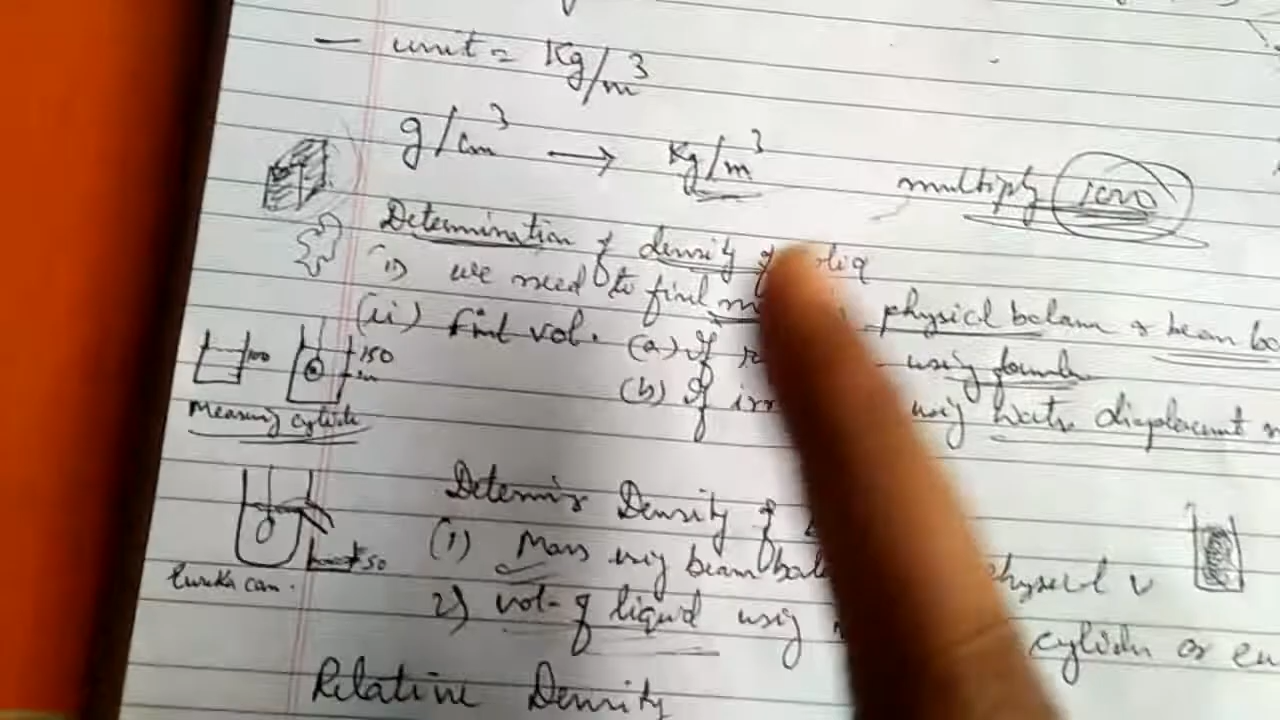 — unit = Kg/m³
g/cm³ → Kg/m³ multiply 1000
Determination of density of
(i) we need to find physical balance or beam
(ii) Find vol. (a) If using formula
100 150
(b) If using water displacement
Measuring cylinder
Determine Density of
(1) Mass using beam physical
50
Eureka can.
2) vol. of liquid using cylinder or
Relative Density